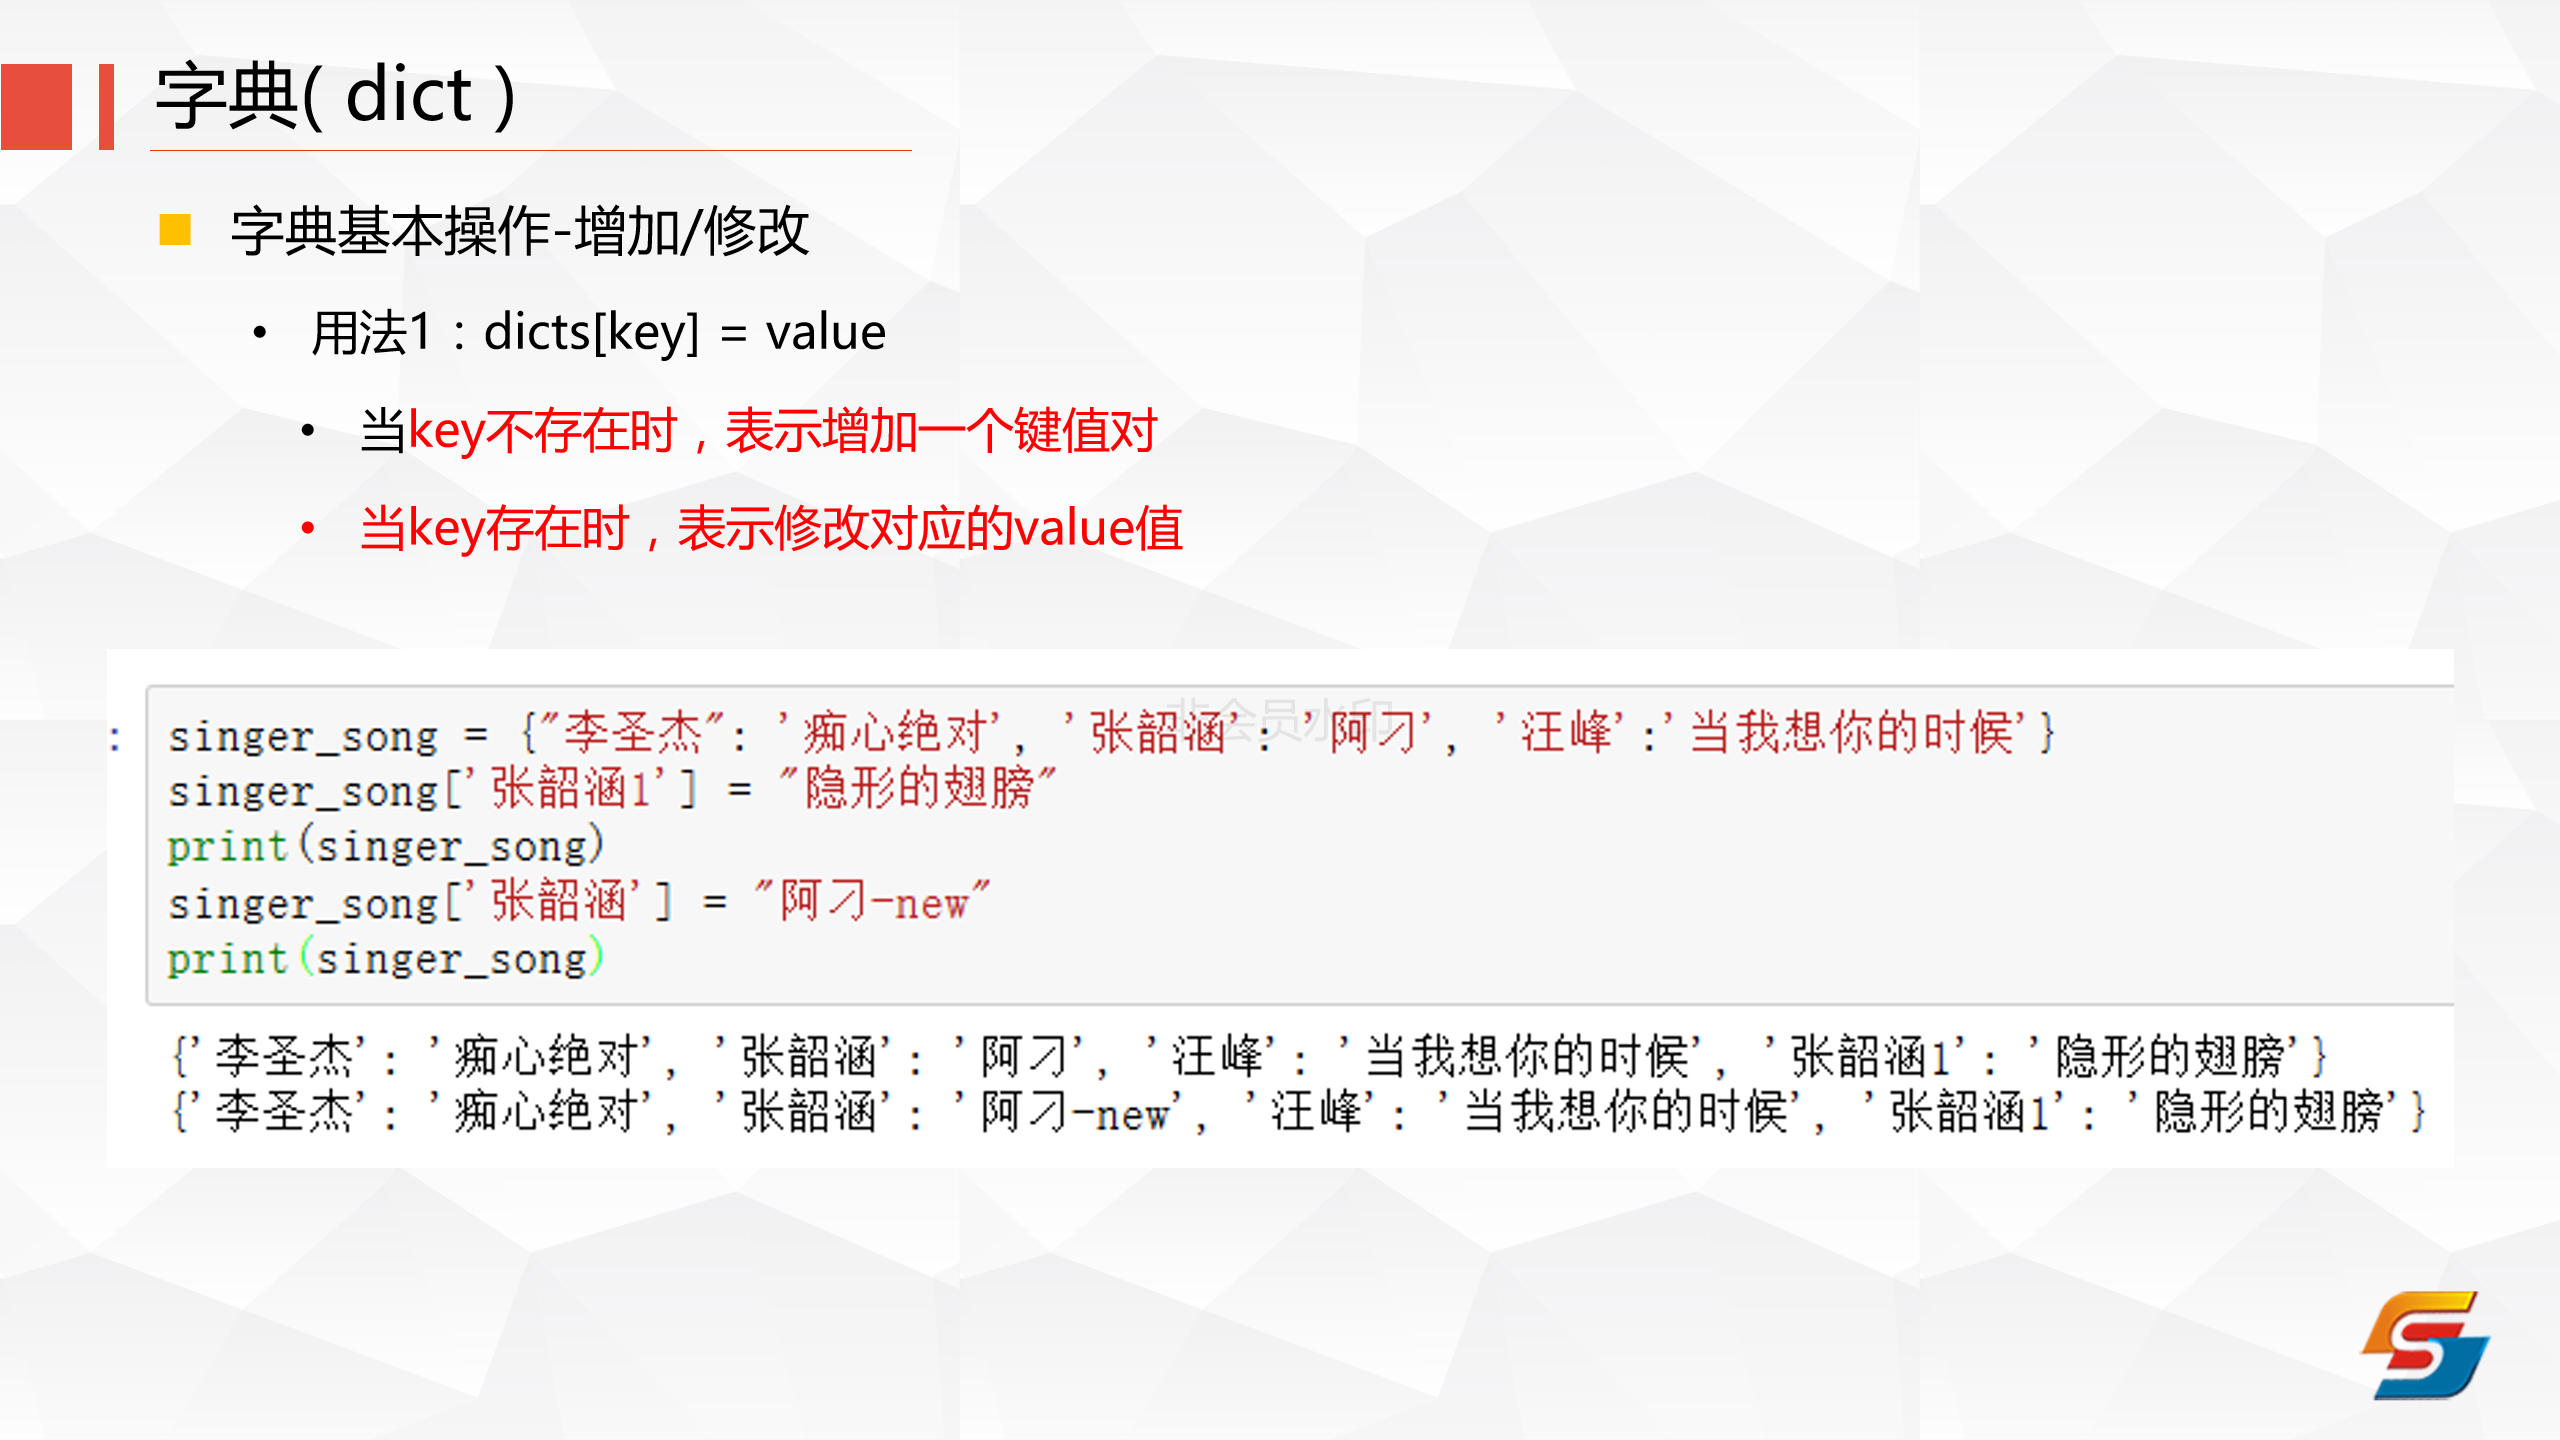 字典( dict )
字典基本操作-增加/修改
用法1：dicts[key] = value
当key不存在时，表示增加一个键值对
当key存在时，表示修改对应的value值
非会员水印
: singer_song = {"李圣杰": '痴心绝对', '张韶涵': '阿刁', '汪峰':'当我想你的时候'}
singer_song['张韶涵1'] = "隐形的翅膀"
print(singer_song)
singer_song['张韶涵'] = "阿刁-new"
print(singer_song)
{'李圣杰': '痴心绝对', '张韶涵': '阿刁', '汪峰': '当我想你的时候', '张韶涵1': '隐形的翅膀'}
{'李圣杰': '痴心绝对', '张韶涵': '阿刁-new', '汪峰': '当我想你的时候', '张韶涵1': '隐形的翅膀'}